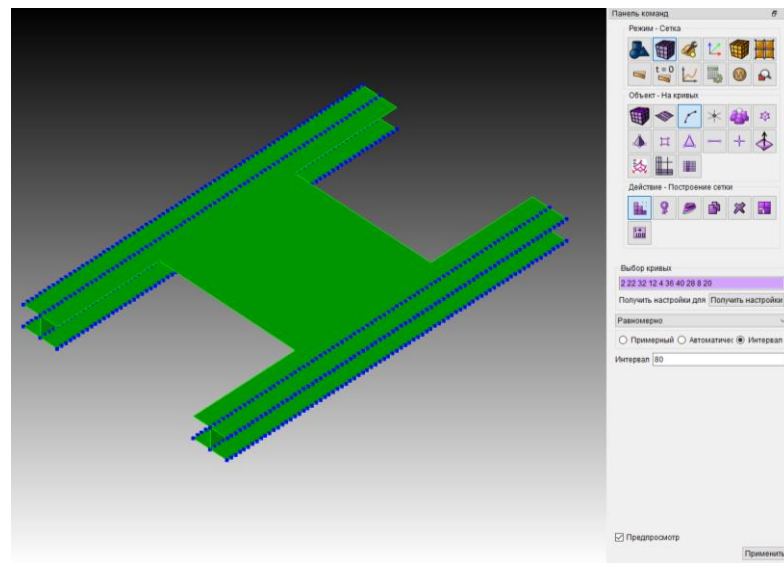 Панель команд
Режим - Сетка
t = 0
Объект - На кривых
Действие - Построение сетки
Выбор кривых
2 22 32 12 4 36 40 28 8 20
Получить настройки для Получить настройки
Равномерно
Примерный Автоматичес Интервал
Интервал 80
Предпросмотр
Применить